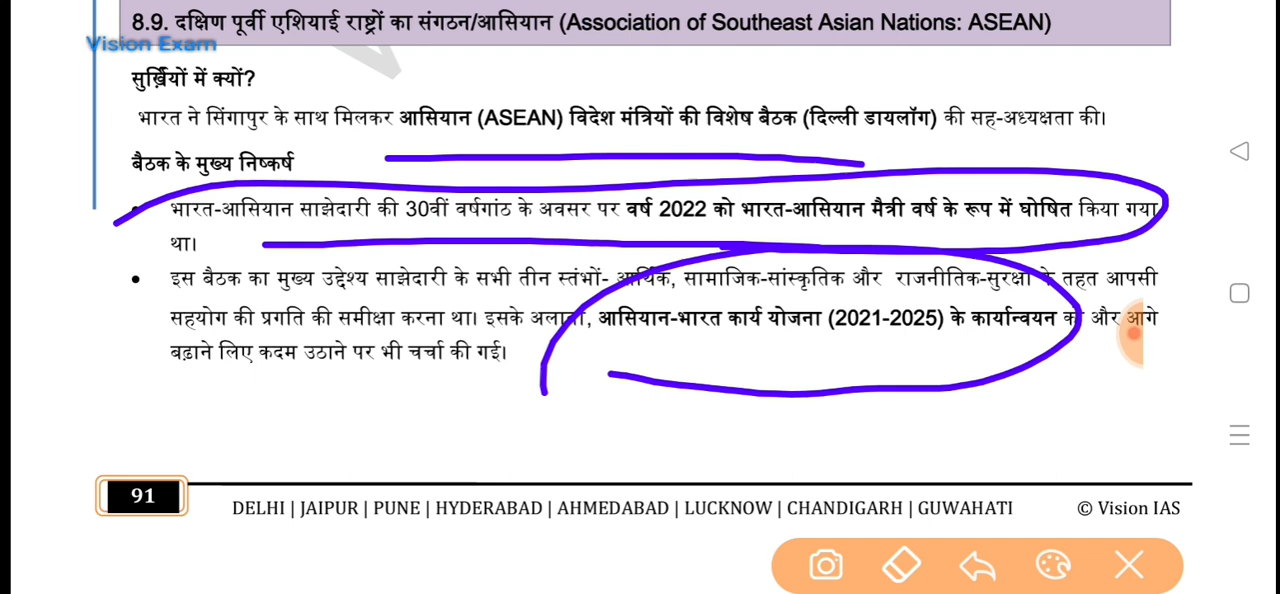 8.9. दक्षिण पूर्वी एशियाई राष्ट्रों का संगठन/आसियान (Association of Southeast Asian Nations: ASEAN)
Vision Exam
सुर्ख़ियों में क्यों?
भारत ने सिंगापुर के साथ मिलकर आसियान (ASEAN) विदेश मंत्रियों की विशेष बैठक (दिल्ली डायलॉग) की सह-अध्यक्षता की।
बैठक के मुख्य निष्कर्ष
भारत-आसियान साझेदारी की 30वीं वर्षगांठ के अवसर पर वर्ष 2022 को भारत-आसियान मैत्री वर्ष के रूप में घोषित किया गया
था।
• इस बैठक का मुख्य उद्देश्य साझेदारी के सभी तीन स्तंभों- आर्थिक, सामाजिक-सांस्कृतिक और राजनीतिक-सुरक्षा के तहत आपसी
सहयोग की प्रगति की समीक्षा करना था। इसके अलावा, आसियान-भारत कार्य योजना (2021-2025) के कार्यान्वयन को और आगे
बढ़ाने लिए कदम उठाने पर भी चर्चा की गई।
91
DELHI | JAIPUR | PUNE | HYDERABAD | AHMEDABAD | LUCKNOW | CHANDIGARH | GUWAHATI
© Vision IAS